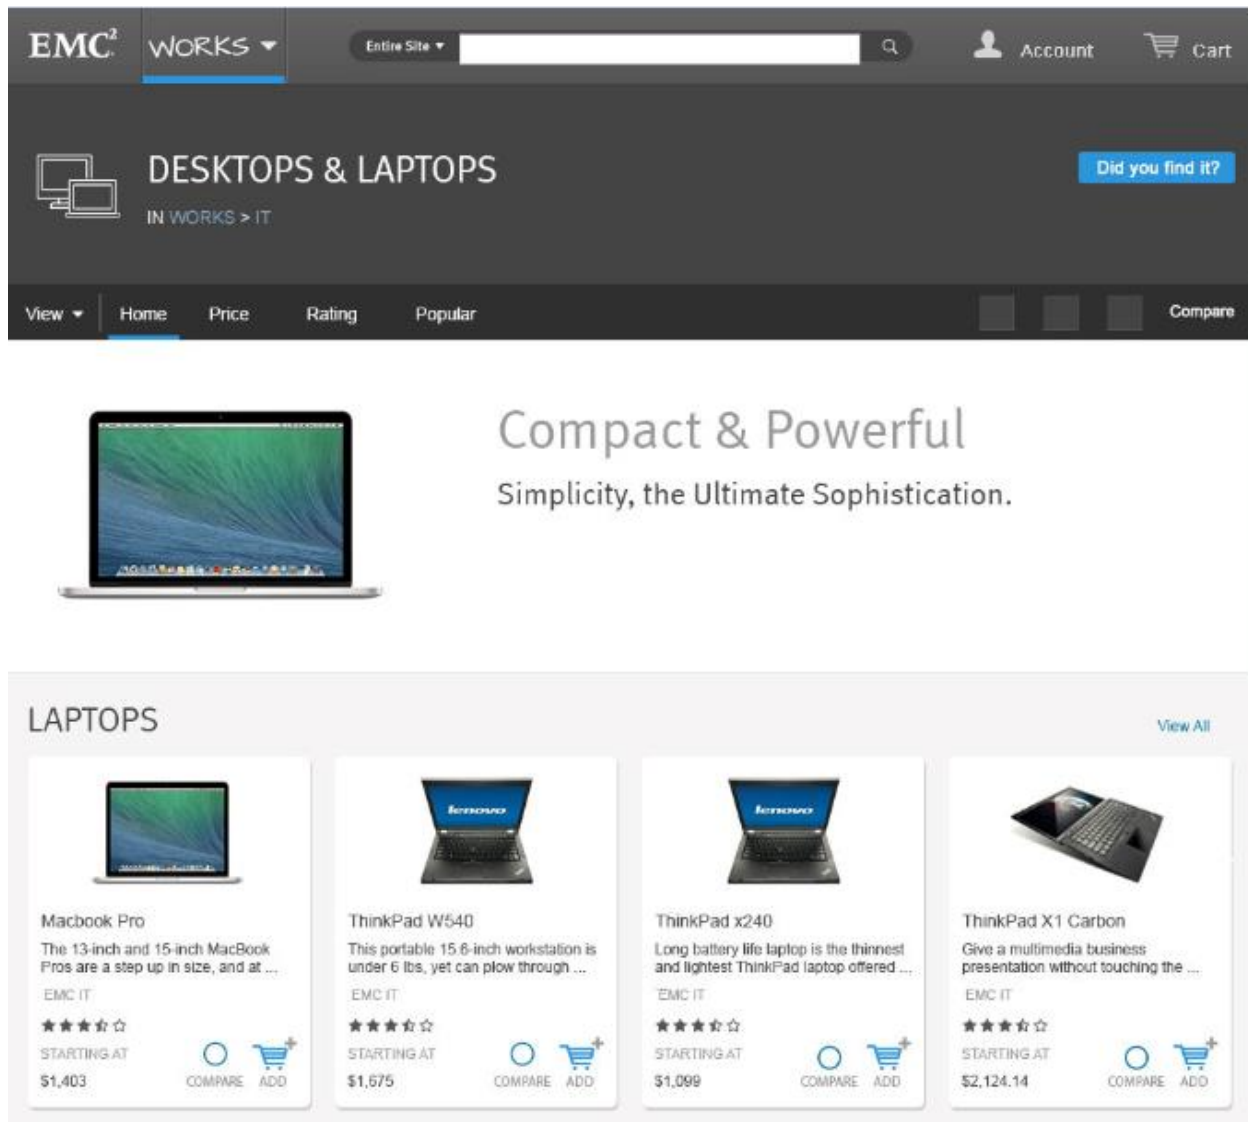 EMC²
WORKS
Entire Site
Account
Cart
DESKTOPS & LAPTOPS
Did you find it?
IN WORKS > IT
View
Home
Price
Rating
Popular
Compare
Compact & Powerful
Simplicity, the Ultimate Sophistication.
LAPTOPS
View All
lenovo
lenovo
Macbook Pro
The 13-inch and 15-inch MacBook
Pros are a step up in size, and at ...
EMC IT
STARTING AT
$1,403
COMPARE
ADD
ThinkPad W540
This portable 15.6-inch workstation is
under 6 lbs, yet can plow through ...
EMC IT
STARTING AT
$1,675
COMPARE
ADD
ThinkPad x240
Long battery life laptop is the thinnest
and lightest ThinkPad laptop offered ...
EMC IT
STARTING AT
$1,099
COMPARE
ADD
ThinkPad X1 Carbon
Give a multimedia business
presentation without touching the ...
EMC IT
STARTING AT
$2,124.14
COMPARE
ADD